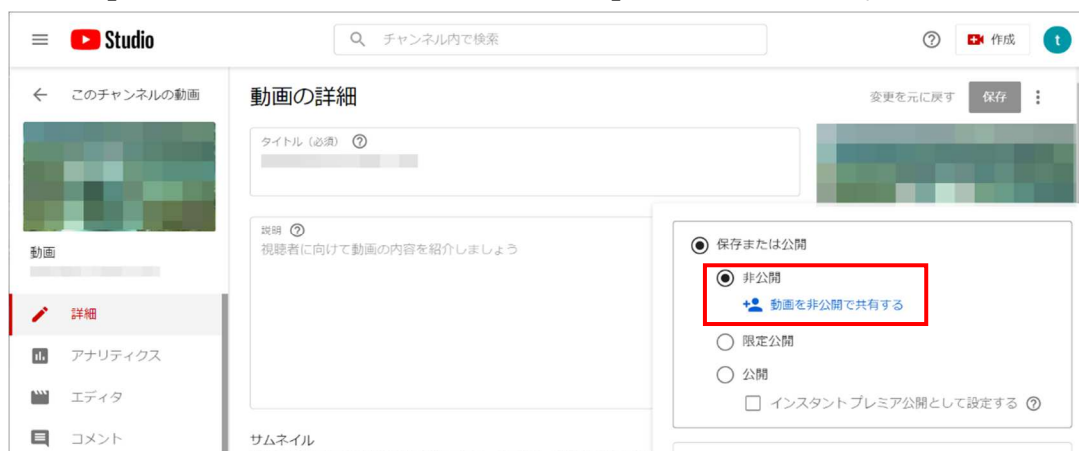 Studio
チャンネル内で検索
作成
t
このチャンネルの動画
動画の詳細
変更を元に戻す
保存
タイトル（必須）
説明
視聴者に向けて動画の内容を紹介しましょう
動画
詳細
アナリティクス
エディタ
コメント
サムネイル
保存または公開
非公開
動画を非公開で共有する
限定公開
公開
インスタント プレミア公開として設定する